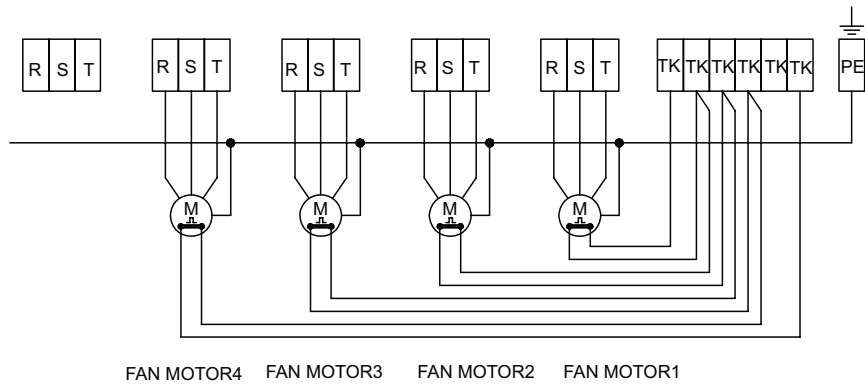 R S T R S T R S T R S T R S T TK TK TK TK TK TK PE
M M M M
FAN MOTOR4 FAN MOTOR3 FAN MOTOR2 FAN MOTOR1